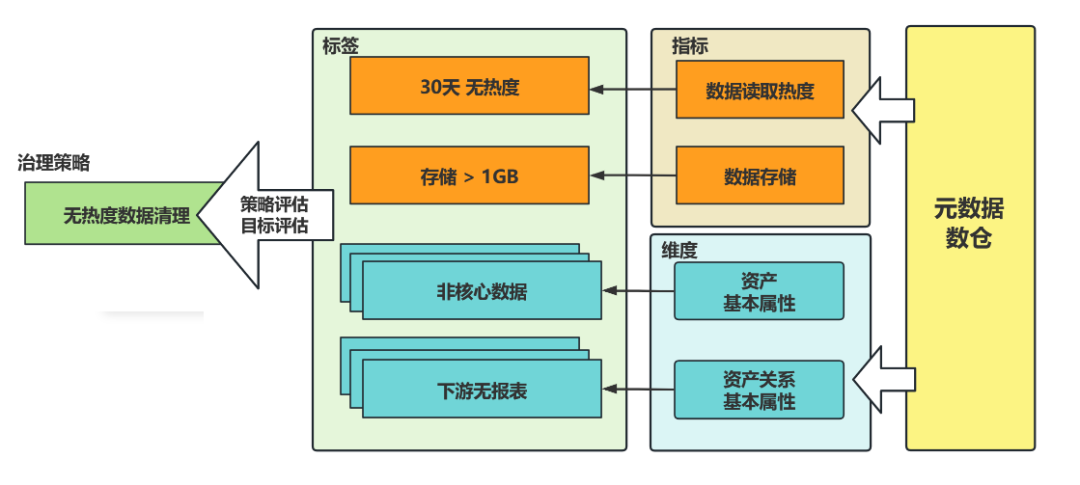 标签
30天 无热度
存储 > 1GB
非核心数据
下游无报表
指标
数据读取热度
数据存储
维度
资产
基本属性
资产关系
基本属性
元数据
数仓
治理策略
无热度数据清理
策略评估
目标评估